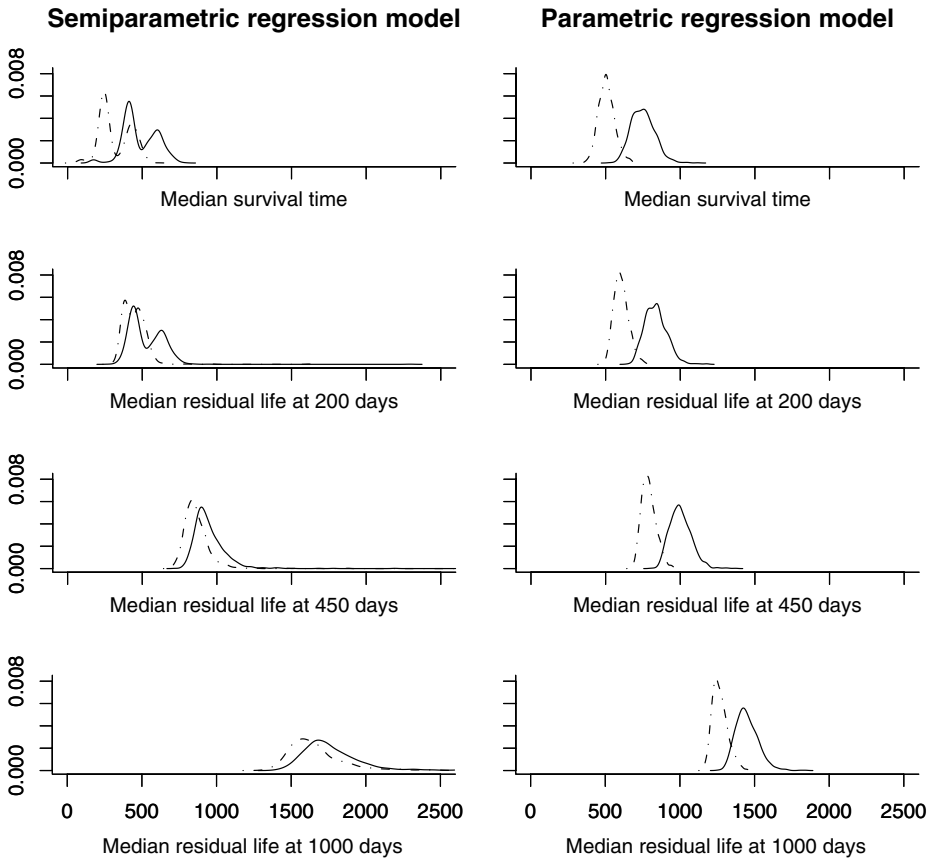 Semiparametric regression model
Parametric regression model
0.000 0.008
Median survival time
Median survival time
0.000 0.008
Median residual life at 200 days
Median residual life at 200 days
0.000 0.008
Median residual life at 450 days
Median residual life at 450 days
0.000 0.008
0 500 1000 1500 2000 2500
0 500 1000 1500 2000 2500
Median residual life at 1000 days
Median residual life at 1000 days